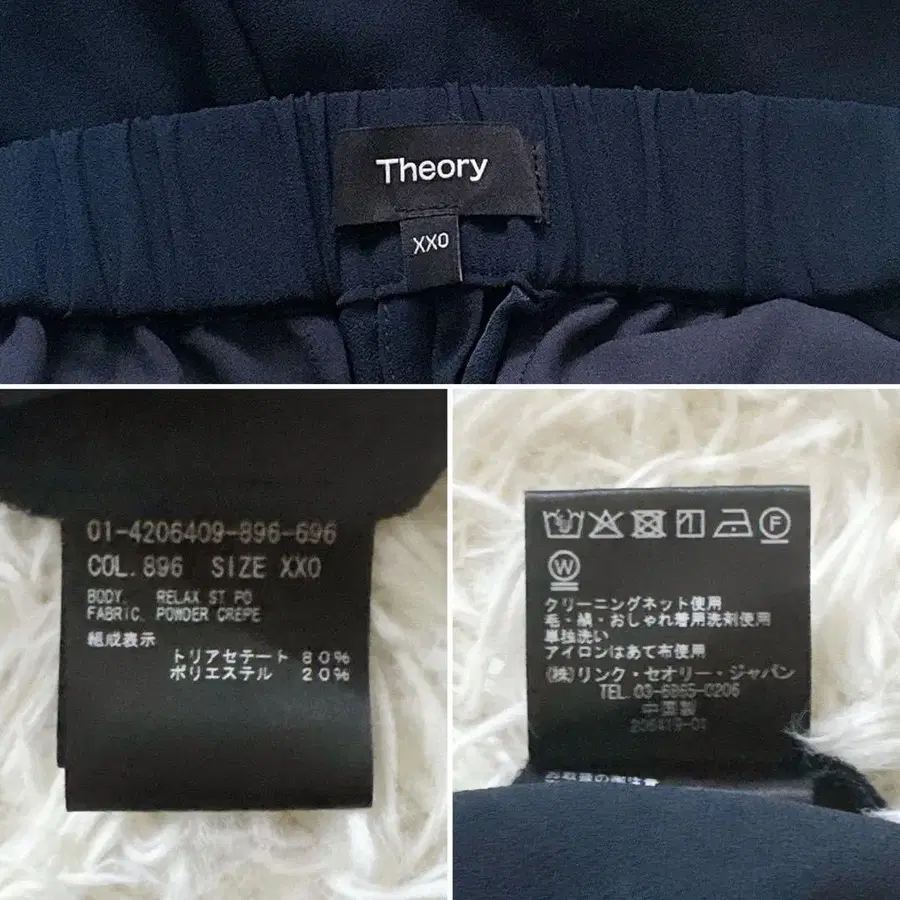 Theory
XX0
01-4206409-896-696
COL. 896 SIZE XX0
BODY. RELAX ST PO
FABRIC. POWDER CREPE
組成表示
トリアセテート 80%
ポリエステル 20%
F
W
クリーニングネット使用
毛・絹・おしゃれ着用洗剤使用
単独洗い
アイロンはあて布使用
(株)リンク・セオリー・ジャパン
TEL.03-6865-0206
中国製
206419-01